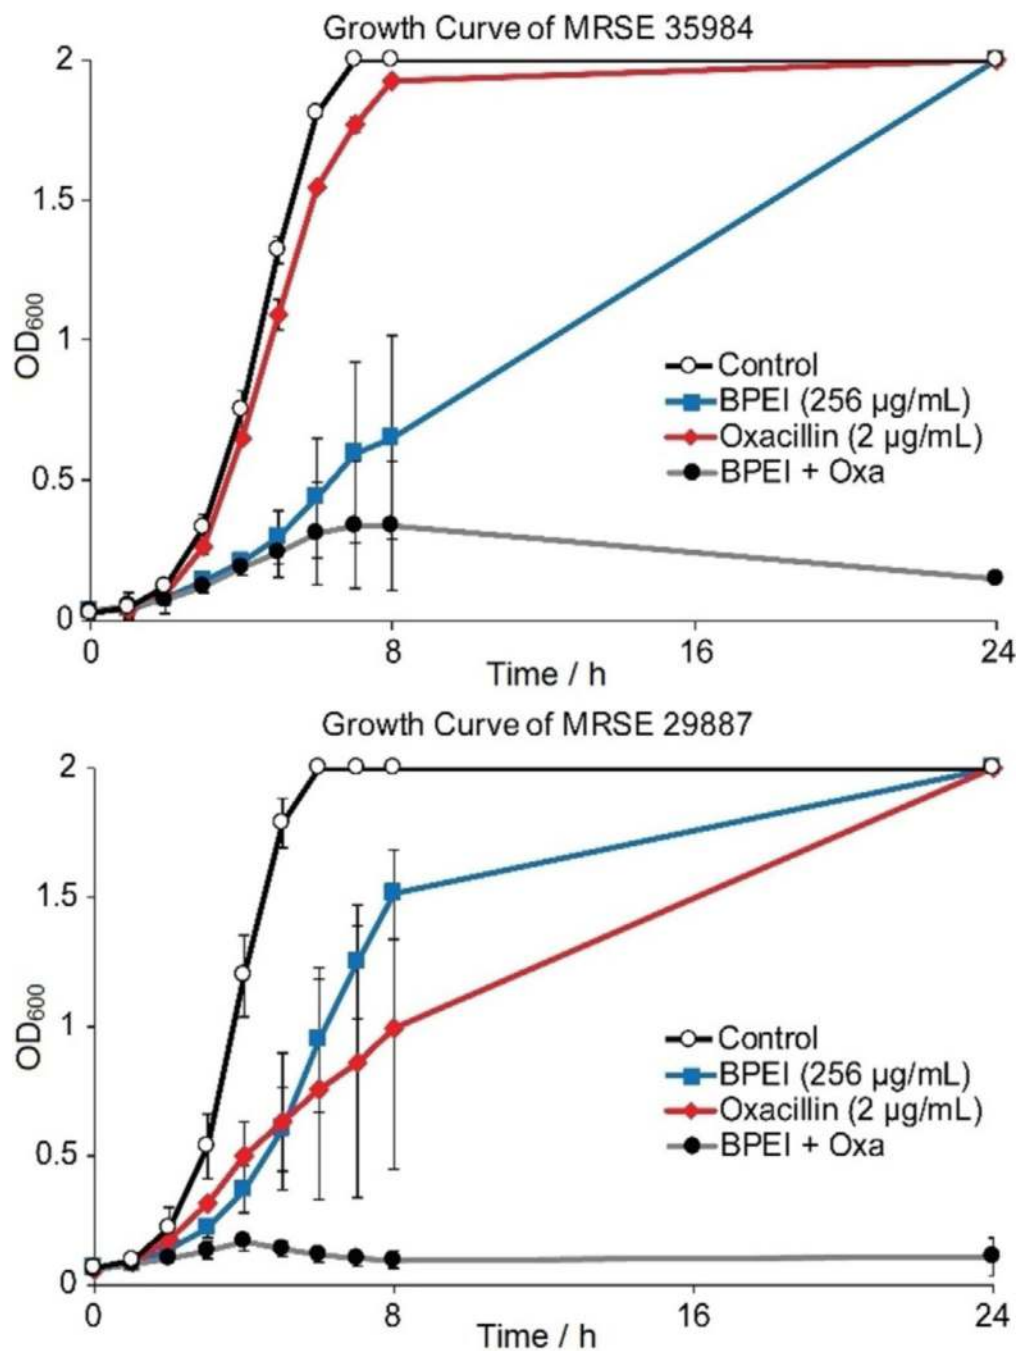 Growth Curve of MRSE 35984
2
1.5
1
0.5
0
OD600
Control
BPEI (256 µg/mL)
Oxacillin (2 µg/mL)
BPEI + Oxa
0 8 16 24
Time / h
Growth Curve of MRSE 29887
2
1.5
1
0.5
0
OD600
Control
BPEI (256 µg/mL)
Oxacillin (2 µg/mL)
BPEI + Oxa
0 8 16 24
Time / h